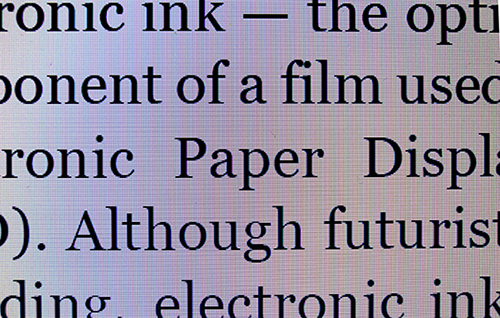 ronic ink — the opti
ponent of a film used
ronic Paper Displa
). Although futurist
ding, electronic ink